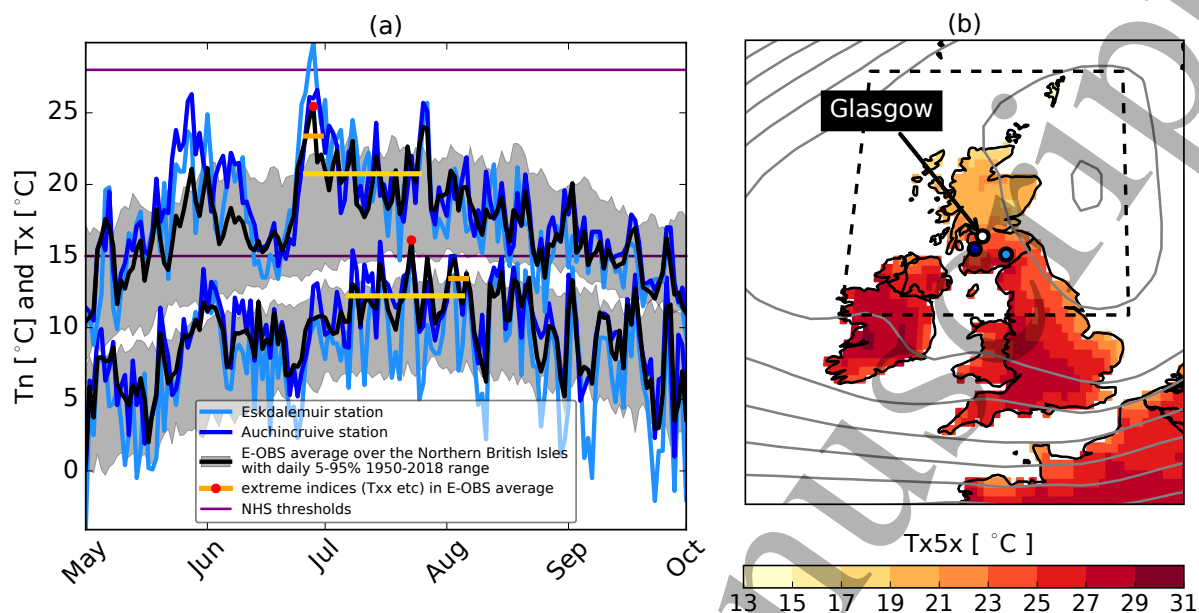 (a)
Tn [°C] and Tx [°C]
25
20
15
10
5
0
Eskdalemuir station
Auchincruive station
E-OBS average over the Northern British Isles
with daily 5-95% 1950-2018 range
extreme indices (Txx etc) in E-OBS average
NHS thresholds
May
Jun
Jul
Aug
Sep
Oct
(b)
Glasgow
Tx5x [ °C ]
13 15 17 19 21 23 25 27 29 31